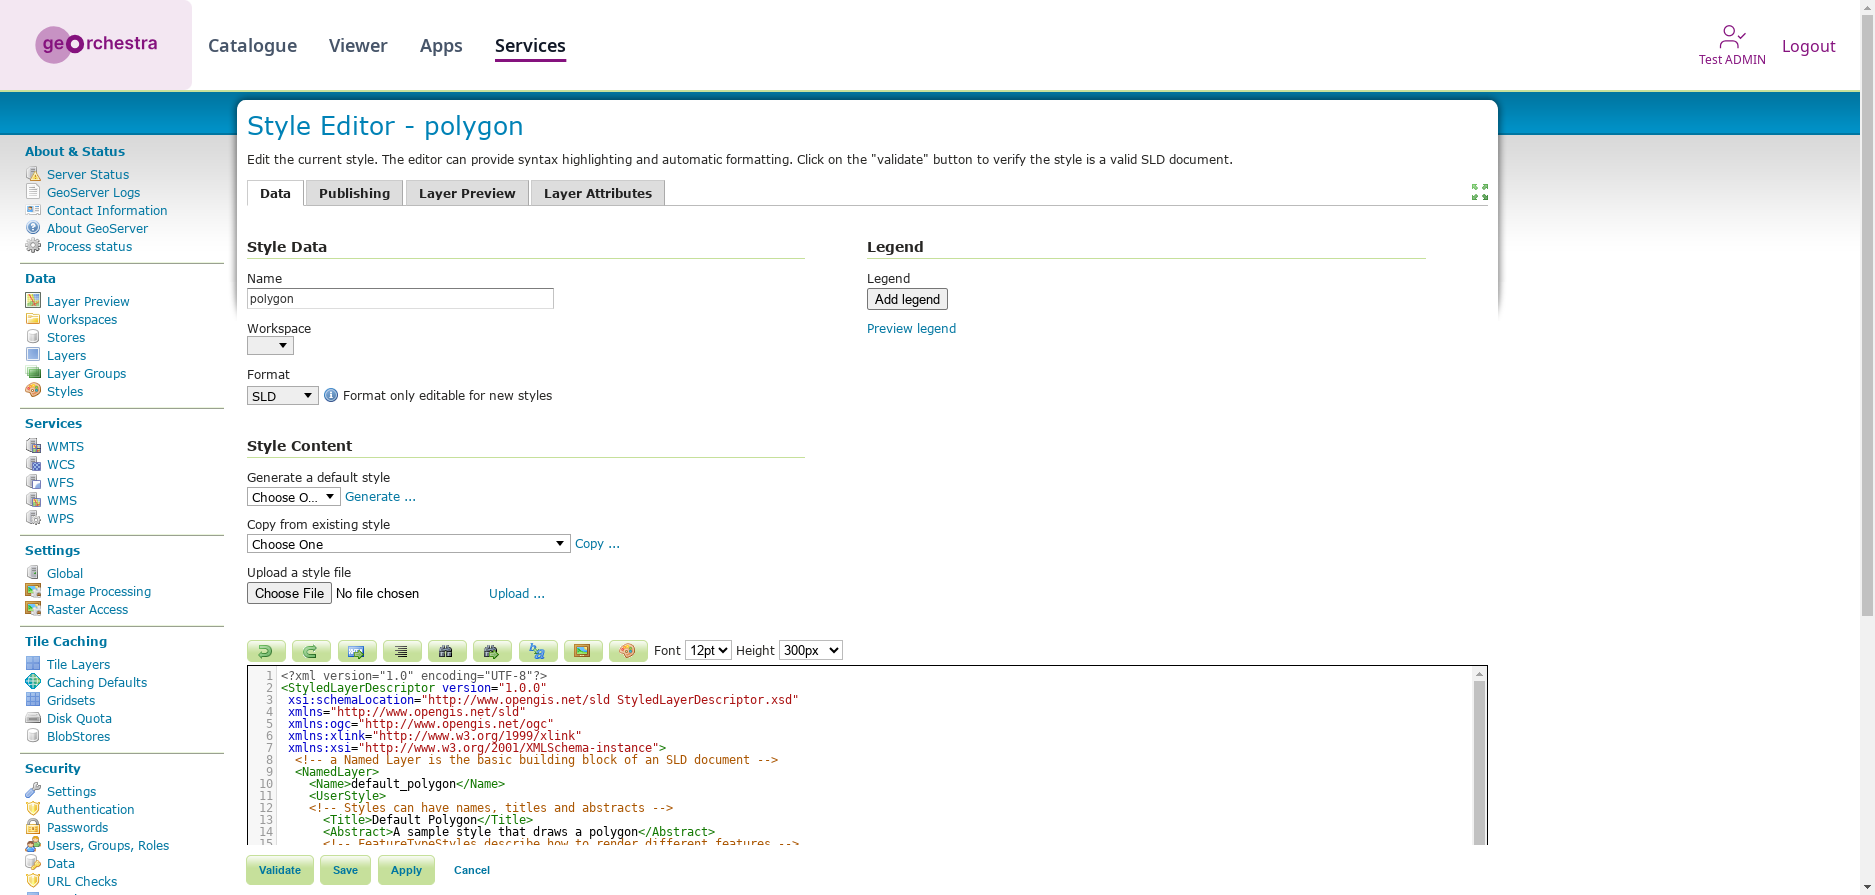 geOrchestra
Catalogue Viewer Apps Services
Test ADMIN
Logout
Style Editor - polygon
Edit the current style. The editor can provide syntax highlighting and automatic formatting. Click on the "validate" button to verify the style is a valid SLD document.
Data Publishing Layer Preview Layer Attributes
About & Status
Server Status
GeoServer Logs
Contact Information
About GeoServer
Process status
Data
Layer Preview
Workspaces
Stores
Layers
Layer Groups
Styles
Services
WMTS
WCS
WFS
WMS
WPS
Settings
Global
Image Processing
Raster Access
Tile Caching
Tile Layers
Caching Defaults
Gridsets
Disk Quota
BlobStores
Security
Settings
Authentication
Passwords
Users, Groups, Roles
Data
URL Checks
Style Data
Name
polygon
Workspace
Format
SLD Format only editable for new styles
Legend
Legend
Add legend
Preview legend
Style Content
Generate a default style
Choose O... Generate ...
Copy from existing style
Choose One Copy ...
Upload a style file
Choose File No file chosen Upload ...
Font 12pt Height 300px
1 <?xml version="1.0" encoding="UTF-8"?>
2 <StyledLayerDescriptor version="1.0.0"
3 xsi:schemaLocation="http://www.opengis.net/sld StyledLayerDescriptor.xsd"
4 xmlns="http://www.opengis.net/sld"
5 xmlns:ogc="http://www.opengis.net/ogc"
6 xmlns:xlink="http://www.w3.org/1999/xlink"
7 xmlns:xsi="http://www.w3.org/2001/XMLSchema-instance">
8 <!-- a Named Layer is the basic building block of an SLD document -->
9 <NamedLayer>
10 <Name>default_polygon</Name>
11 <UserStyle>
12 <!-- Styles can have names, titles and abstracts -->
13 <Title>Default Polygon</Title>
14 <Abstract>A sample style that draws a polygon</Abstract>
15 <!-- FeatureTypeStyles describe how to render different features -->
Validate Save Apply Cancel